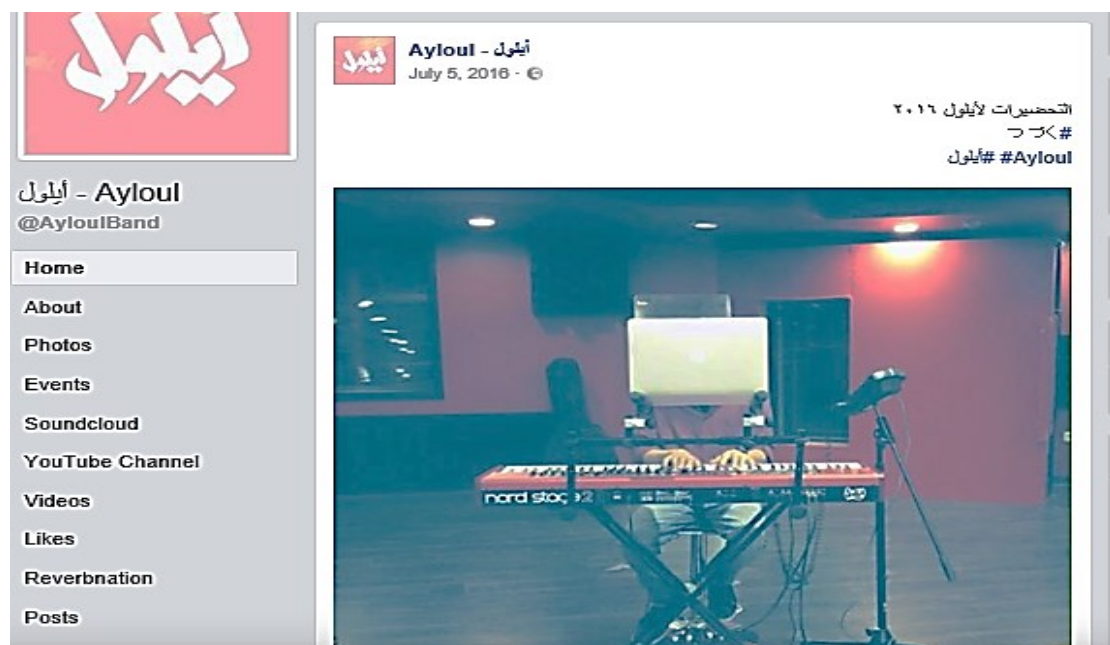 أيلول
Ayloul - أيلول
@AyloulBand
Home
About
Photos
Events
Soundcloud
YouTube Channel
Videos
Likes
Reverbnation
Posts
أيلول
Ayloul - أيلول
July 5, 2016
التحضيرات لأيلول ٢٠١٦
#つづく
#أيلول #Ayloul
nord stage 2